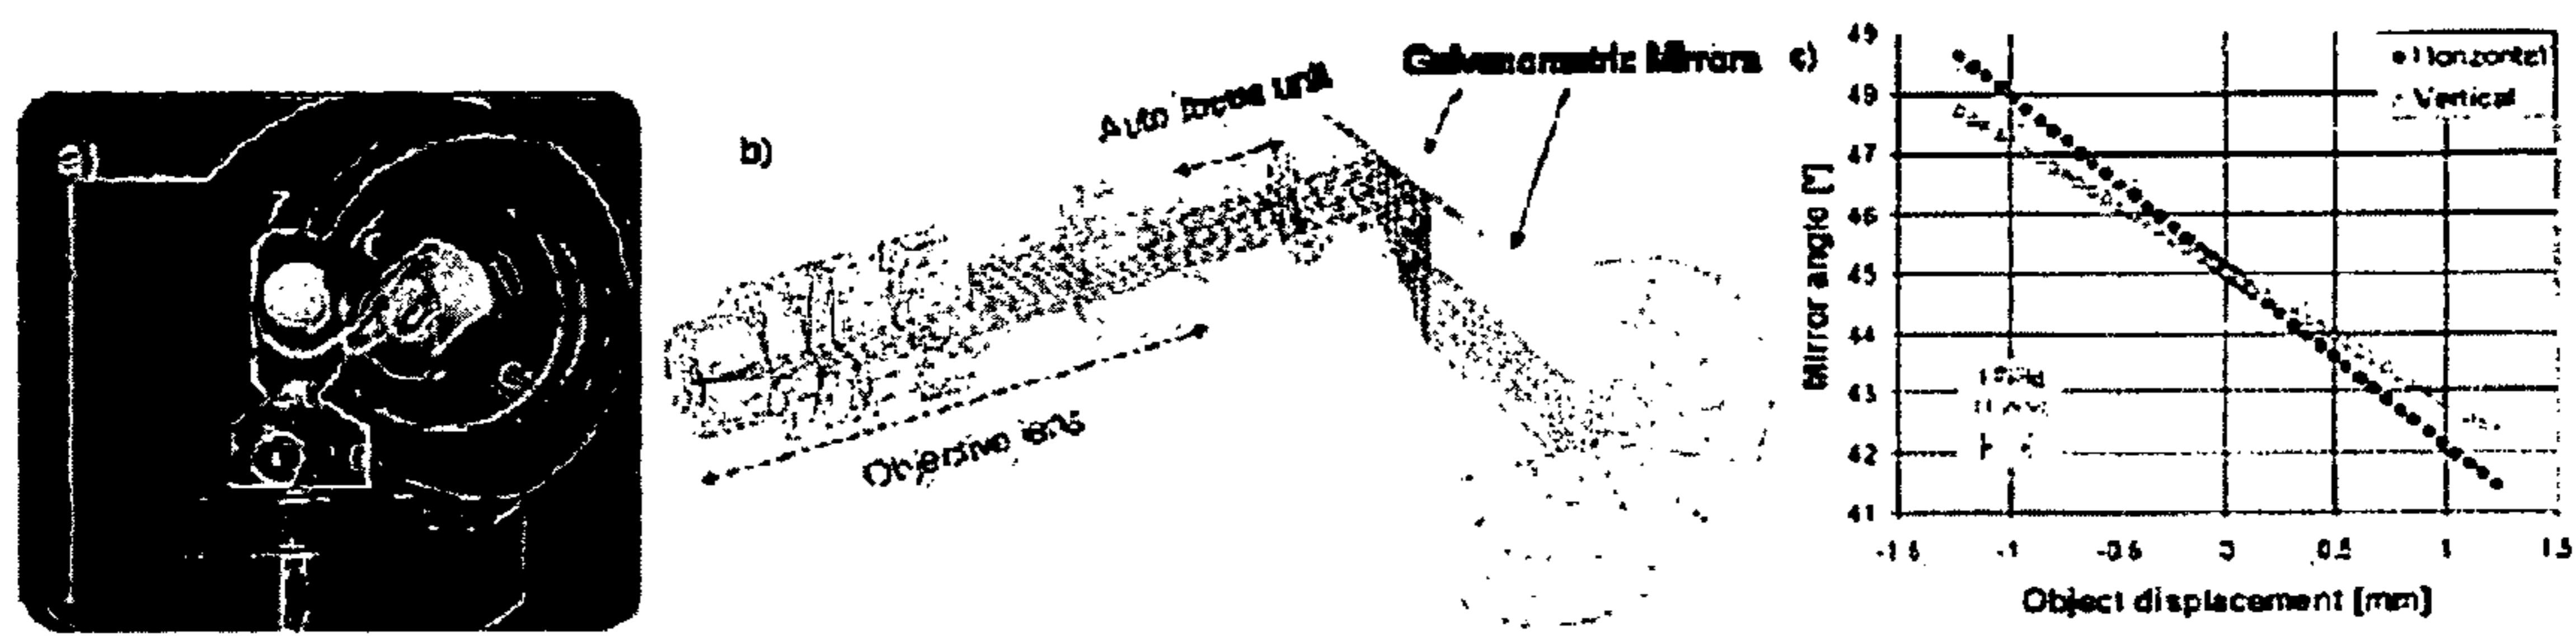 a)
b)
Auto focus unit
Galvanometric Mirrors
Objective lens
c)
Horizontal
Vertical
Mirror angle [°]
49
49
47
46
45
44
43
42
41
-1.5
-1
-0.5
0
0.5
1
1.5
Object displacement [mm]